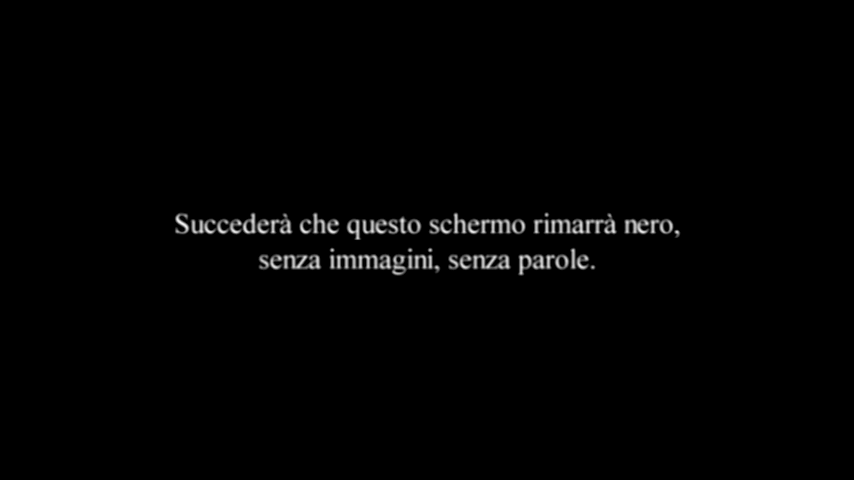 Succederà che questo schermo rimarrà nero,
senza immagini, senza parole.